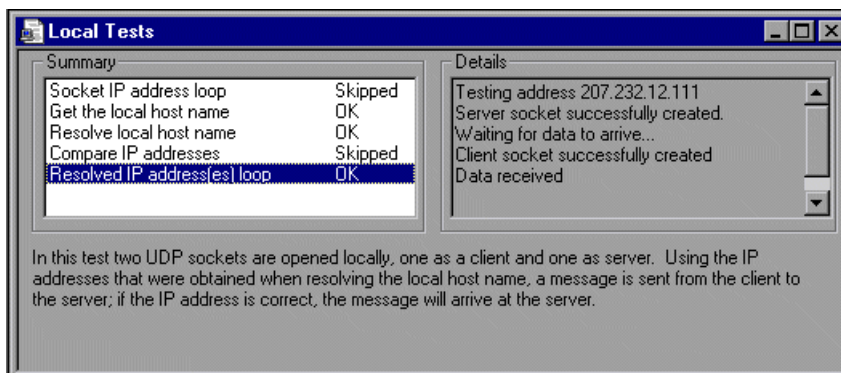 Local Tests
Summary
Socket IP address loop Skipped
Get the local host name OK
Resolve local host name OK
Compare IP addresses Skipped
Resolved IP address(es) loop OK
Details
Testing address 207.232.12.111
Server socket successfully created.
Waiting for data to arrive...
Client socket successfully created
Data received
In this test two UDP sockets are opened locally, one as a client and one as server. Using the IP
addresses that were obtained when resolving the local host name, a message is sent from the client to
the server; if the IP address is correct, the message will arrive at the server.